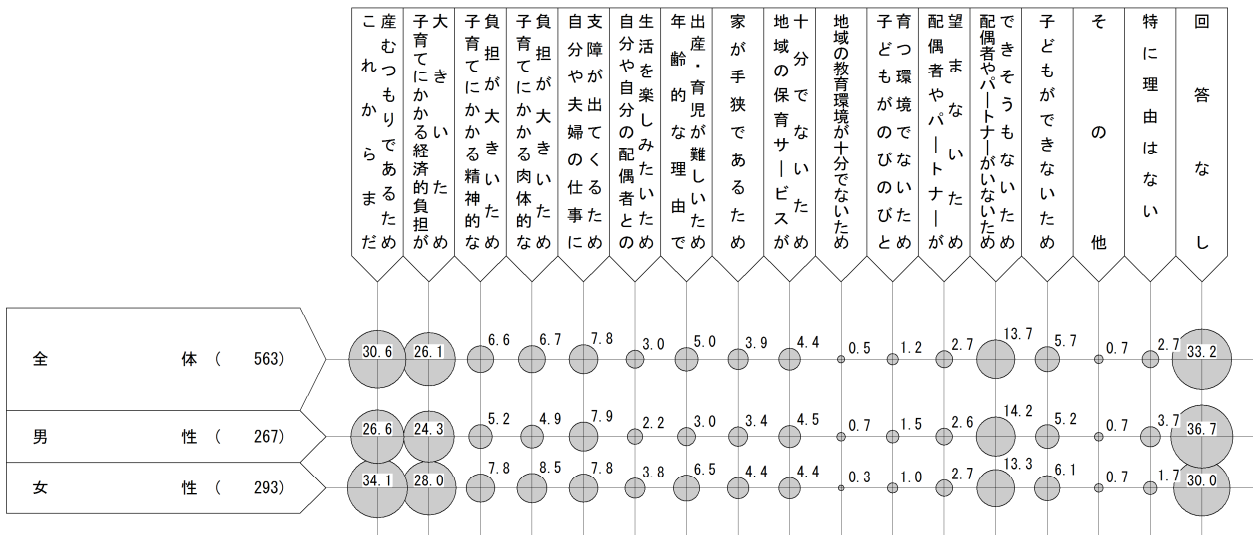 これからまだ
産むつもりであるため
子育てにかかる経済的負担が
大きいため
子育てにかかる精神的な
負担が大きいため
子育てにかかる肉体的な
負担が大きいため
自分や夫婦の仕事に
支障が出てくるため
自分や自分の配偶者との
生活を楽しみたいため
年齢的な理由で
出産・育児が難しいため
家が手狭であるため
地域の保育サービスが
十分でないため
地域の教育環境が十分でないため
子どもがのびのびと
育つ環境でないため
配偶者やパートナーが
望まないため
配偶者やパートナーがいないため
できそうもないため
子どもができないため
その他
特に理由はない
回答なし
全体 ( 563) 30.6 26.1 6.6 6.7 7.8 3.0 5.0 3.9 4.4 0.5 1.2 2.7 13.7 5.7 0.7 2.7 33.2
男性 ( 267) 26.6 24.3 5.2 4.9 7.9 2.2 3.0 3.4 4.5 0.7 1.5 2.6 14.2 5.2 0.7 3.7 36.7
女性 ( 293) 34.1 28.0 7.8 8.5 7.8 3.8 6.5 4.4 4.4 0.3 1.0 2.7 13.3 6.1 0.7 1.7 30.0